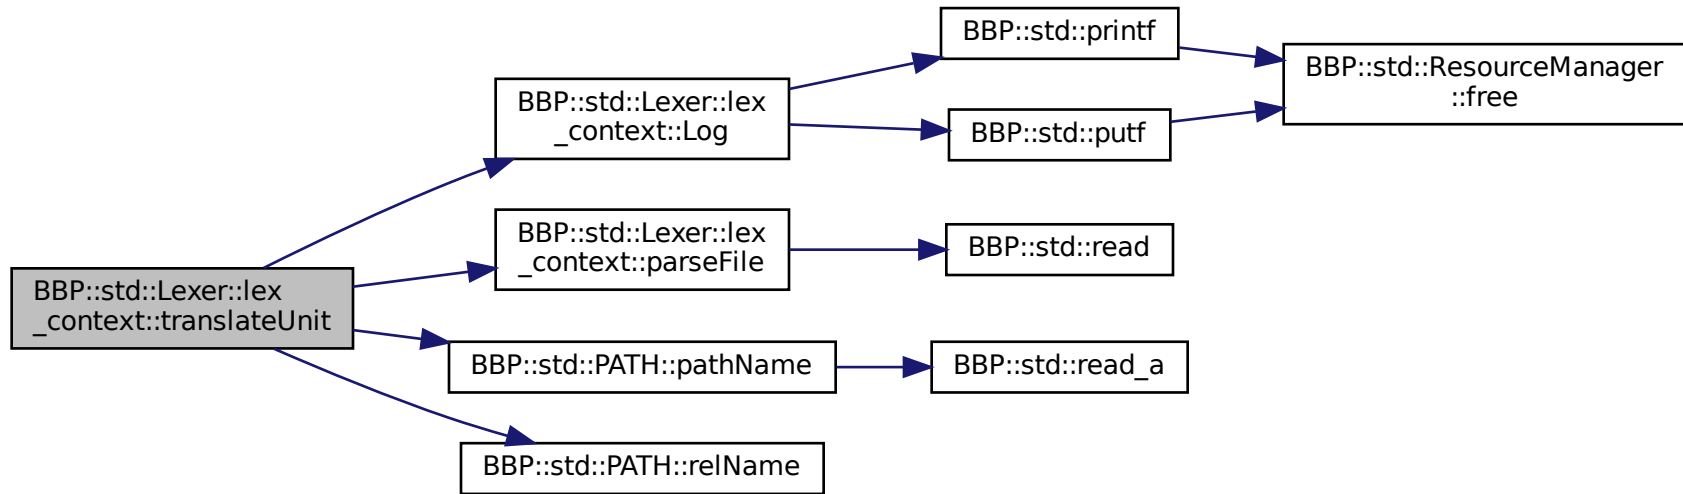 BBP::std::printf
BBP::std::ResourceManager
::free
BBP::std::Lexer::lex
_context::Log
BBP::std::putf
BBP::std::Lexer::lex
_context::parseFile
BBP::std::read
BBP::std::Lexer::lex
_context::translateUnit
BBP::std::PATH::pathName
BBP::std::read_a
BBP::std::PATH::relName